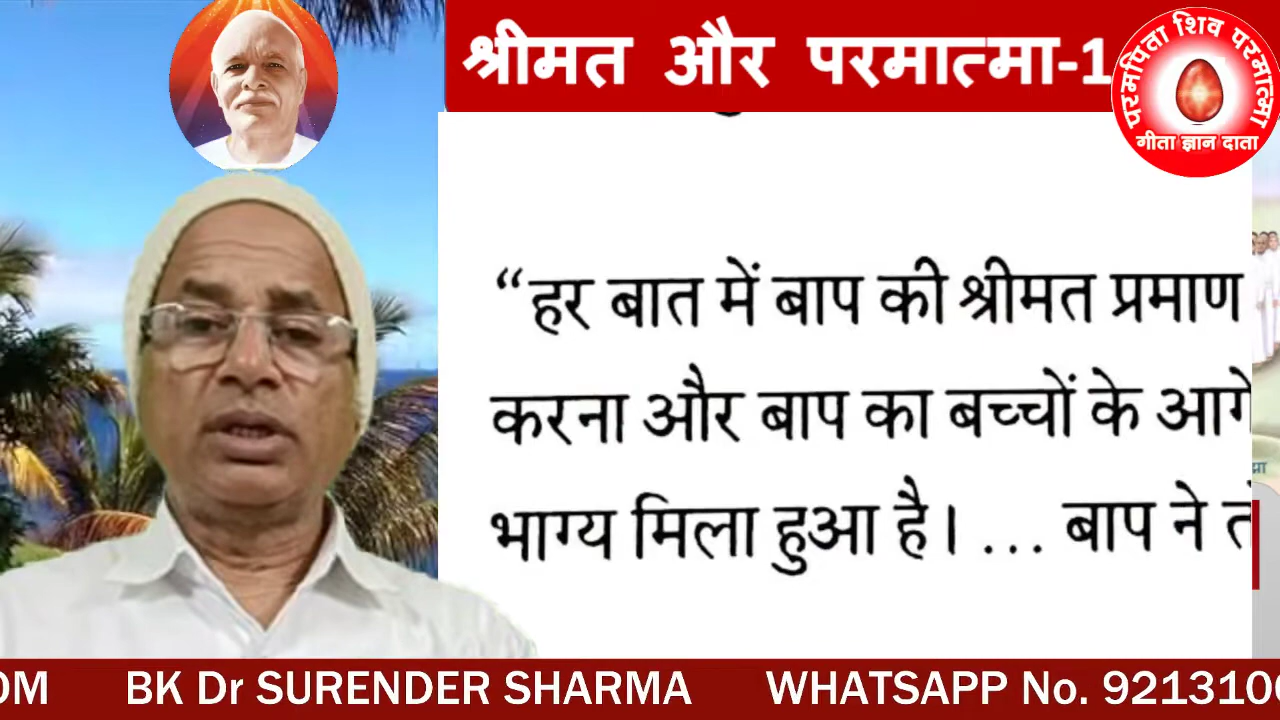 श्रीमत और परमात्मा-1
परमपिता शिव परमात्मा
गीता ज्ञान दाता
“हर बात में बाप की श्रीमत प्रमाण
करना और बाप का बच्चों के आगे
भाग्य मिला हुआ है। ... बाप ने
BK Dr SURENDER SHARMA WHATSAPP No. 921310